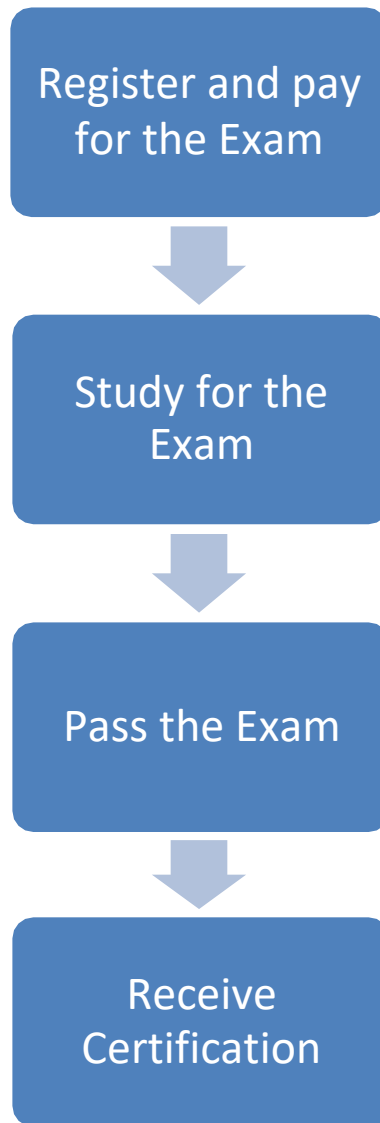 Register and pay
for the Exam
Study for the
Exam
Pass the Exam
Receive
Certification